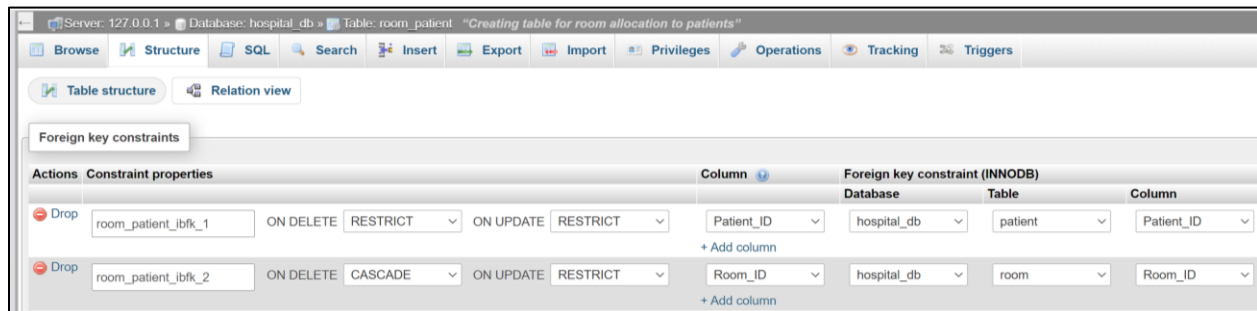 Server: 127.0.0.1 » Database: hospital_db » Table: room_patient "Creating table for room allocation to patients"
Browse Structure SQL Search Insert Export Import Privileges Operations Tracking Triggers
Table structure Relation view
Foreign key constraints
Actions Constraint properties Column Foreign key constraint (INNODB)
Database Table Column
Drop room_patient_ibfk_1 ON DELETE RESTRICT ON UPDATE RESTRICT Patient_ID hospital_db patient Patient_ID
+ Add column
Drop room_patient_ibfk_2 ON DELETE CASCADE ON UPDATE RESTRICT Room_ID hospital_db room Room_ID
+ Add column